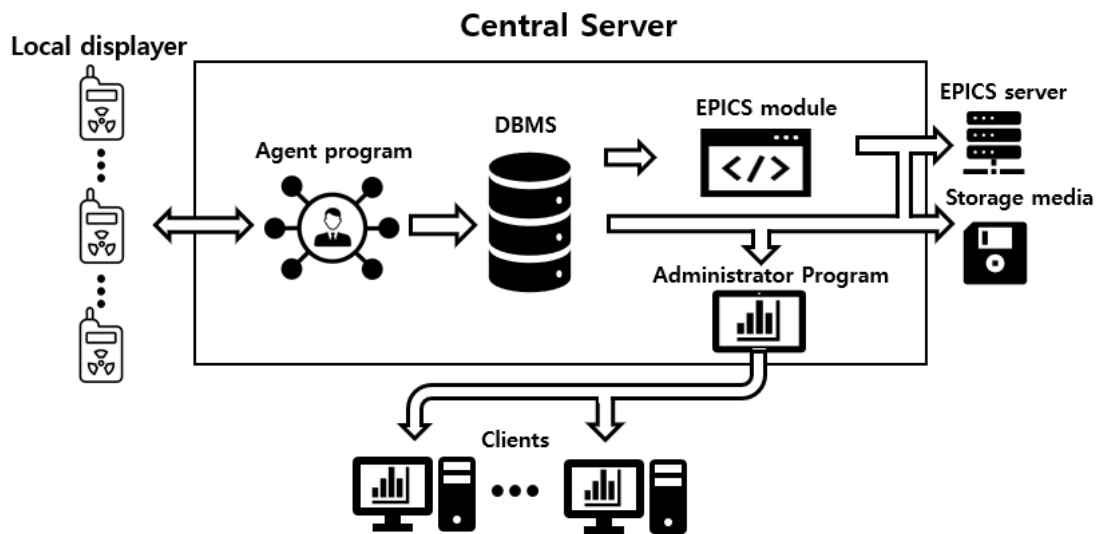 Central Server
Local displayer
EPICS server
EPICS module
DBMS
Agent program
</>
Storage media
Administrator Program
Clients